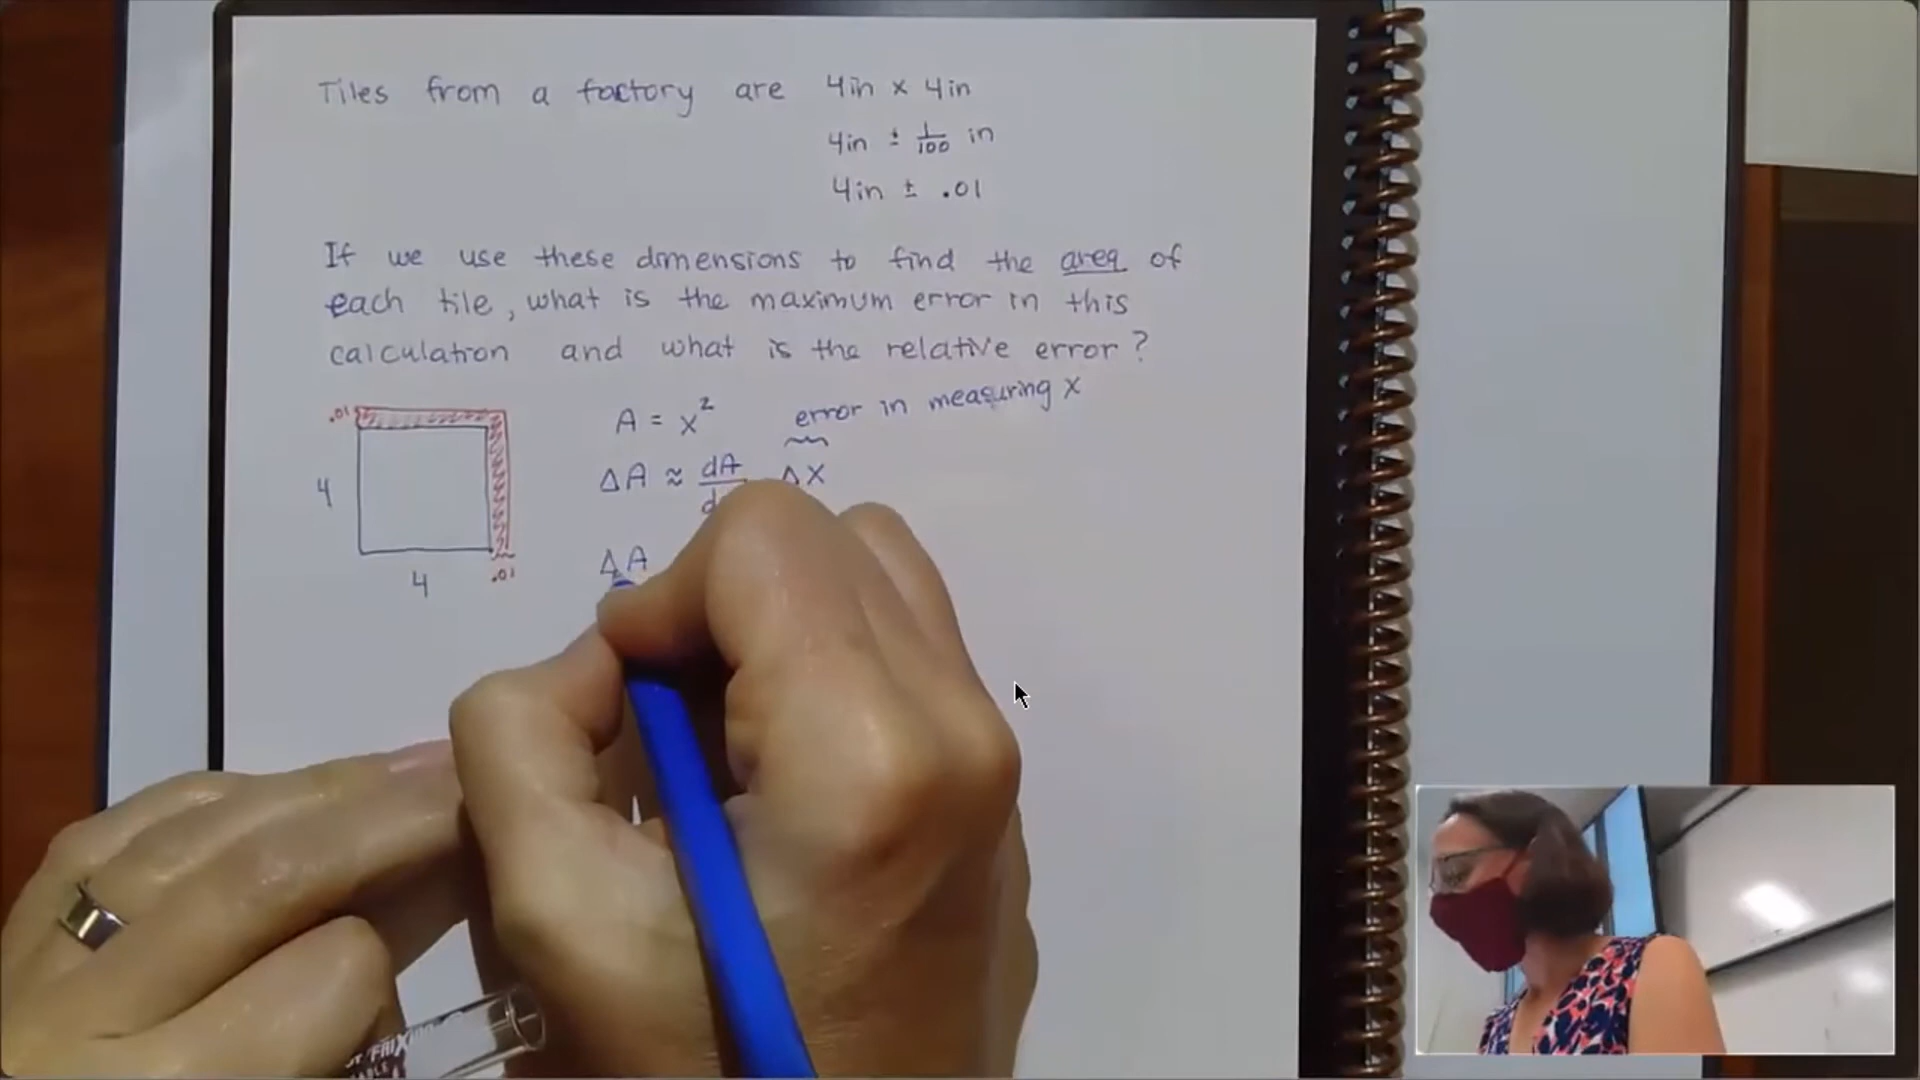 Tiles from a factory are 4in x 4in
4in ± 1/100 in
4in ± .01
If we use these dimensions to find the area of
each tile, what is the maximum error in this
calculation and what is the relative error?
error in measuring x
.01
4
4
.01
A = x²
ΔA ≈ dA/d Δx
ΔA
FRIXION